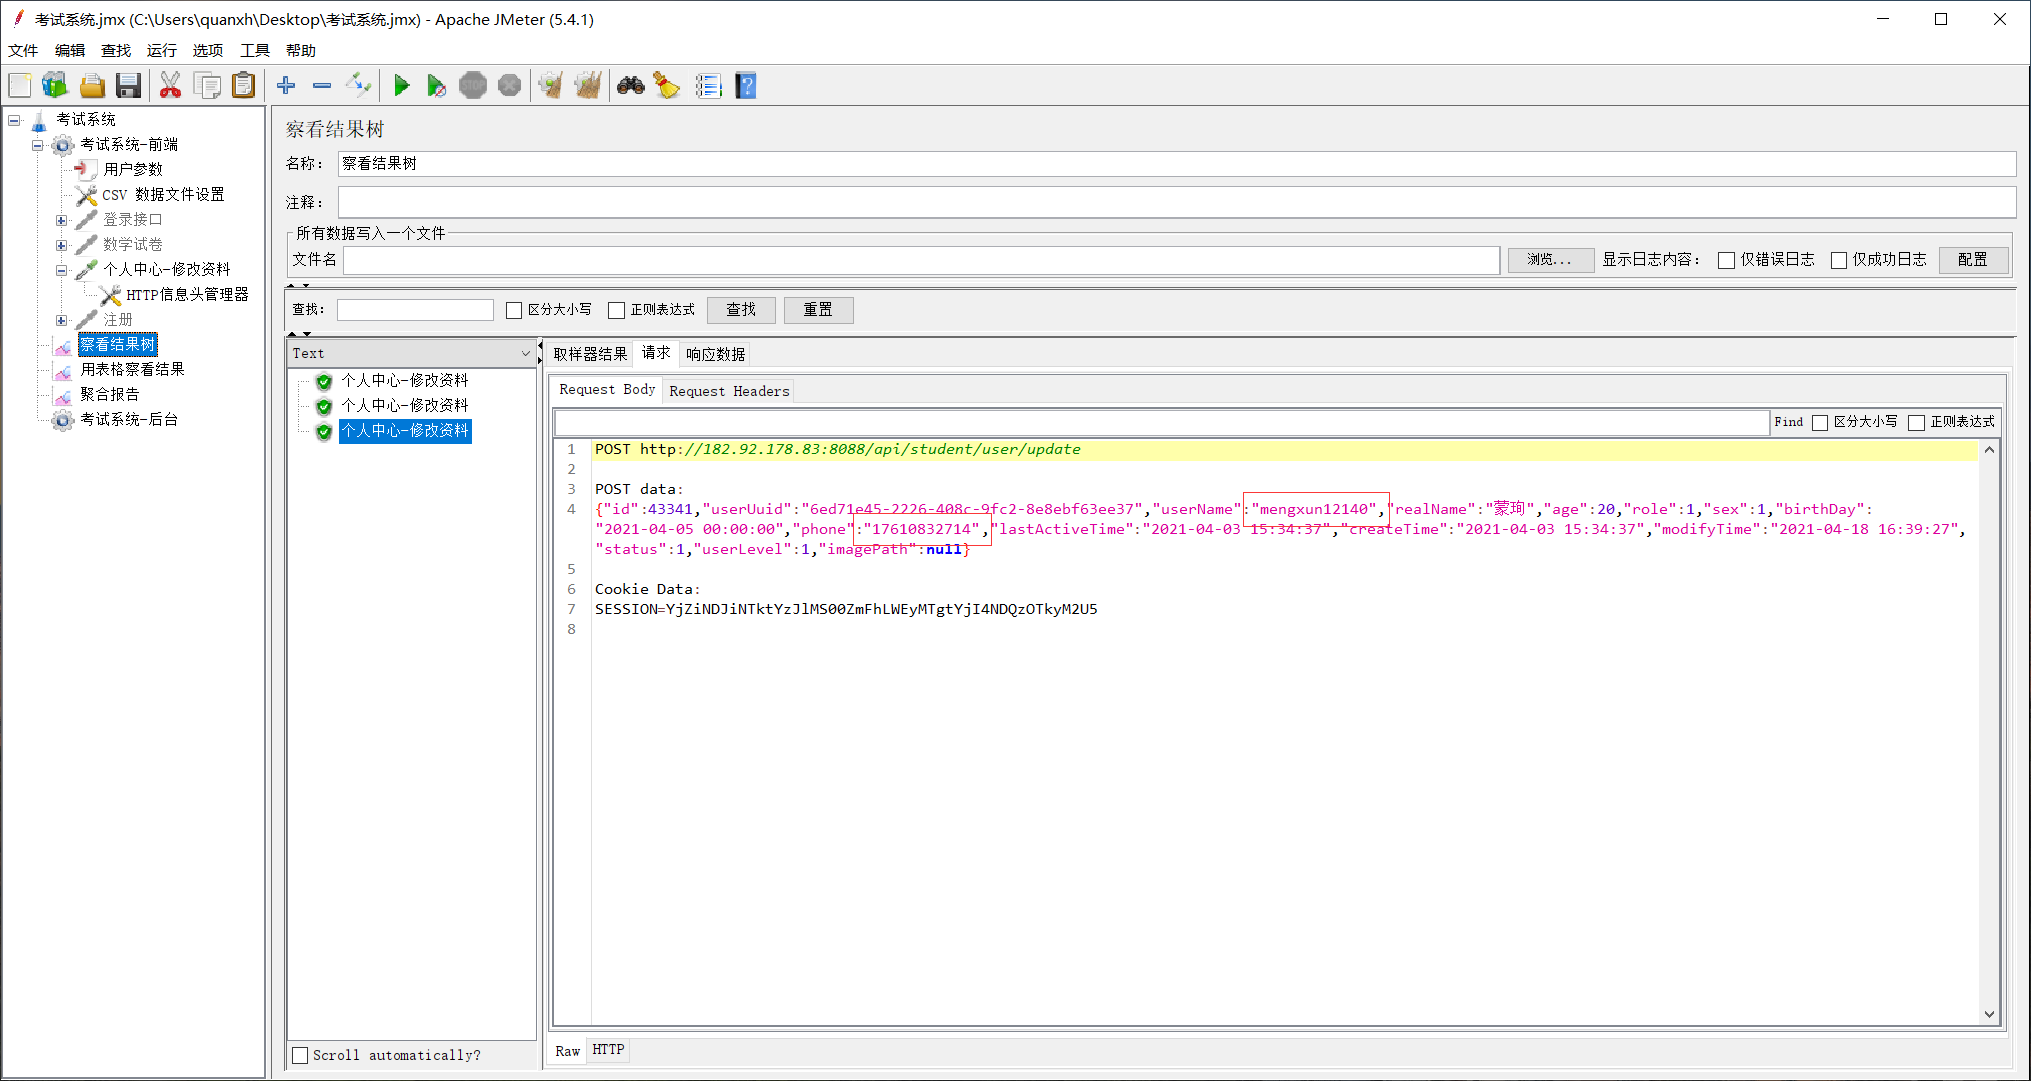 考试系统.jmx (C:\Users\quanxh\Desktop\考试系统.jmx) - Apache JMeter (5.4.1)
文件 编辑 查找 运行 选项 工具 帮助
考试系统
考试系统-前端
用户参数
CSV 数据文件设置
登录接口
数学试卷
个人中心-修改资料
HTTP信息头管理器
注册
察看结果树
用表格察看结果
聚合报告
考试系统-后台
察看结果树
名称： 察看结果树
注释：
所有数据写入一个文件
文件名 浏览... 显示日志内容： 仅错误日志 仅成功日志 配置
查找： 区分大小写 正则表达式 查找 重置
Text
个人中心-修改资料
个人中心-修改资料
个人中心-修改资料
Scroll automatically?
取样器结果 请求 响应数据
Request Body Request Headers
Find 区分大小写 正则表达式
1 POST http://182.92.178.83:8088/api/student/user/update
2
3 POST data:
4 {"id":43341,"userUuid":"6ed71e45-2226-408c-9fc2-8e8ebf63ee37","userName":"mengxun12140","realName":"蒙珣","age":20,"role":1,"sex":1,"birthDay":
"2021-04-05 00:00:00","phone":"17610832714","lastActiveTime":"2021-04-03 15:34:37","createTime":"2021-04-03 15:34:37","modifyTime":"2021-04-18 16:39:27",
"status":1,"userLevel":1,"imagePath":null}
5
6 Cookie Data:
7 SESSION=YjZiNDJiNTktYzJlMS00ZmFhLWEyMTgtYjI4NDQzOTkyM2U5
8
Raw HTTP